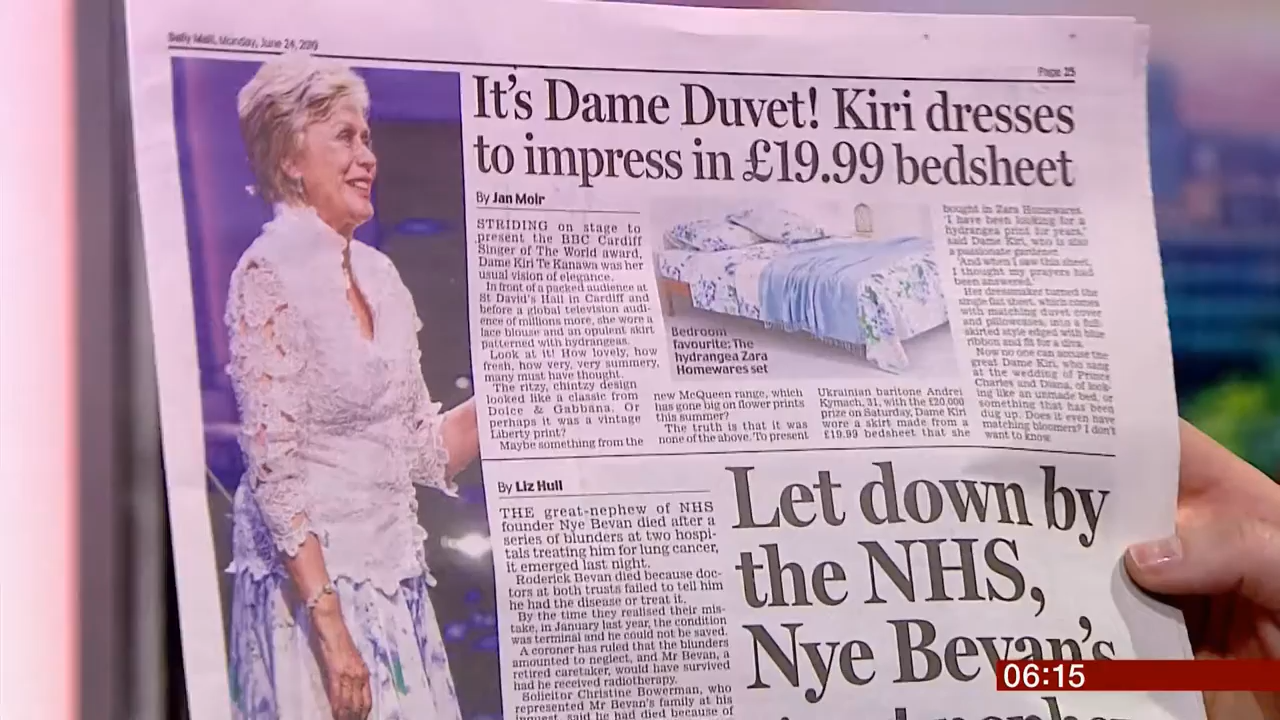 Daily Mail, Monday, June 24, 2019
Page 25
It's Dame Duvet! Kiri dresses
to impress in £19.99 bedsheet
By Jan Moir
STRIDING on stage to
present the BBC Cardiff
Singer of The World award,
Dame Kiri Te Kanawa was her
usual vision of elegance.
In front of a packed audience at
St David's Hall in Cardiff and
before a global television audi-
ence of millions more, she wore a
lace blouse and an opulent skirt
patterned with hydrangeas.
Look at it! How lovely, how
fresh, how very, very summery,
many must have thought.
The ritzy, chintzy design
looked like a classic from
Dolce & Gabbana. Or
perhaps it was a vintage
Liberty print?
Maybe something from the
Bedroom
favourite: The
hydrangea Zara
Homewares set
new McQueen range, which
has gone big on flower prints
this summer?
The truth is that it was
none of the above. To present
Ukrainian baritone Andrei
Kymach, 31, with the £20,000
prize on Saturday, Dame Kiri
wore a skirt made from a
£19.99 bedsheet that she
bought in Zara Homewares.
'I have been looking for a
hydrangea print for years,'
said Dame Kiri, who is also
a passionate gardener.
'And when I saw this sheet,
I thought my prayers had
been answered.'
Her dressmaker turned the
single flat sheet, which comes
with matching duvet cover
and pillowcases, into a full-
skirted style edged with blue
ribbon and fit for a diva.
Now no one can accuse the
great Dame Kiri, who sang
at the wedding of Prince
Charles and Diana, of look-
ing like an unmade bed, or
something that has been
dug up. Does it even have
matching bloomers? I don't
want to know.
By Liz Hull
THE great-nephew of NHS
founder Nye Bevan died after a
series of blunders at two hospi-
tals treating him for lung cancer,
it emerged last night.
Roderick Bevan died because doc-
tors at both trusts failed to tell him
he had the disease or treat it.
By the time they realised their mis-
take, in January last year, the condition
was terminal and he could not be saved.
A coroner has ruled that the blunders
amounted to neglect, and Mr Bevan, a
retired caretaker, would have survived
had he received radiotherapy.
Solicitor Christine Bowerman, who
represented Mr Bevan's family at his
inquest, said he had died because of
Let down by
the NHS,
Nye Bevan's
06:15